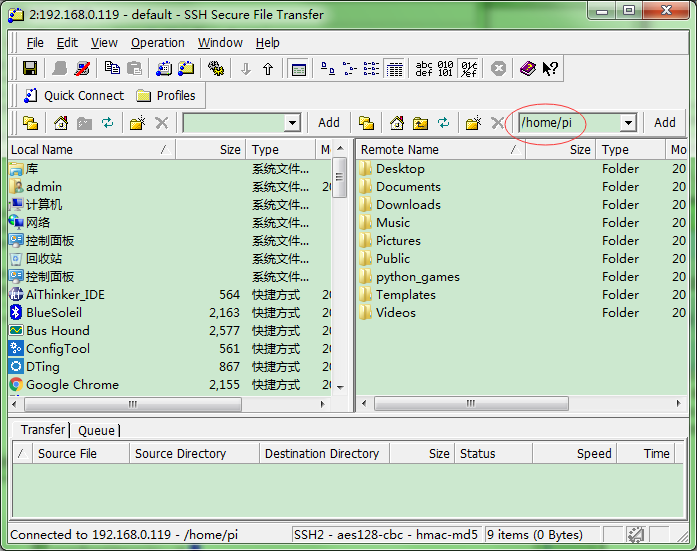 2:192.168.0.119 - default - SSH Secure File Transfer
File Edit View Operation Window Help
abc def 010 101 01
Quick Connect Profiles
Add /home/pi Add
Local Name / Size Type M Remote Name / Size Type Mo
库 系统文件... Desktop Folder 20
admin 系统文件... 20 Documents Folder 20
计算机 系统文件... Downloads Folder 20
网络 系统文件... Music Folder 20
控制面板 系统文件... Pictures Folder 20
回收站 系统文件... Public Folder 20
控制面板 系统文件... python_games Folder 20
AiThinker_IDE 564 快捷方式 20 Templates Folder 20
BlueSoleil 2,163 快捷方式 20 Videos Folder 20
Bus Hound 2,577 快捷方式 20
ConfigTool 561 快捷方式 20
DTing 867 快捷方式 20
Google Chrome 2,155 快捷方式 20
Transfer Queue
/ Source File Source Directory Destination Directory Size Status Speed Time
Connected to 192.168.0.119 - /home/pi SSH2 - aes128-cbc - hmac-md5 9 items (0 Bytes)